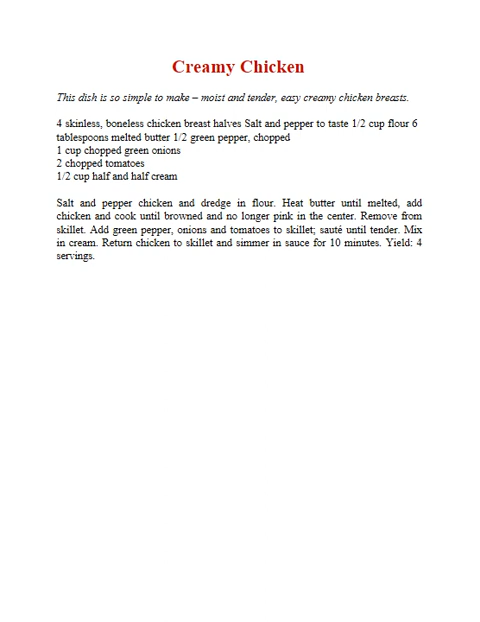 Creamy Chicken
This dish is so simple to make – moist and tender, easy creamy chicken breasts.
4 skinless, boneless chicken breast halves Salt and pepper to taste 1/2 cup flour 6
tablespoons melted butter 1/2 green pepper, chopped
1 cup chopped green onions
2 chopped tomatoes
1/2 cup half and half cream
Salt and pepper chicken and dredge in flour. Heat butter until melted, add
chicken and cook until browned and no longer pink in the center. Remove from
skillet. Add green pepper, onions and tomatoes to skillet; sauté until tender. Mix
in cream. Return chicken to skillet and simmer in sauce for 10 minutes. Yield: 4
servings.